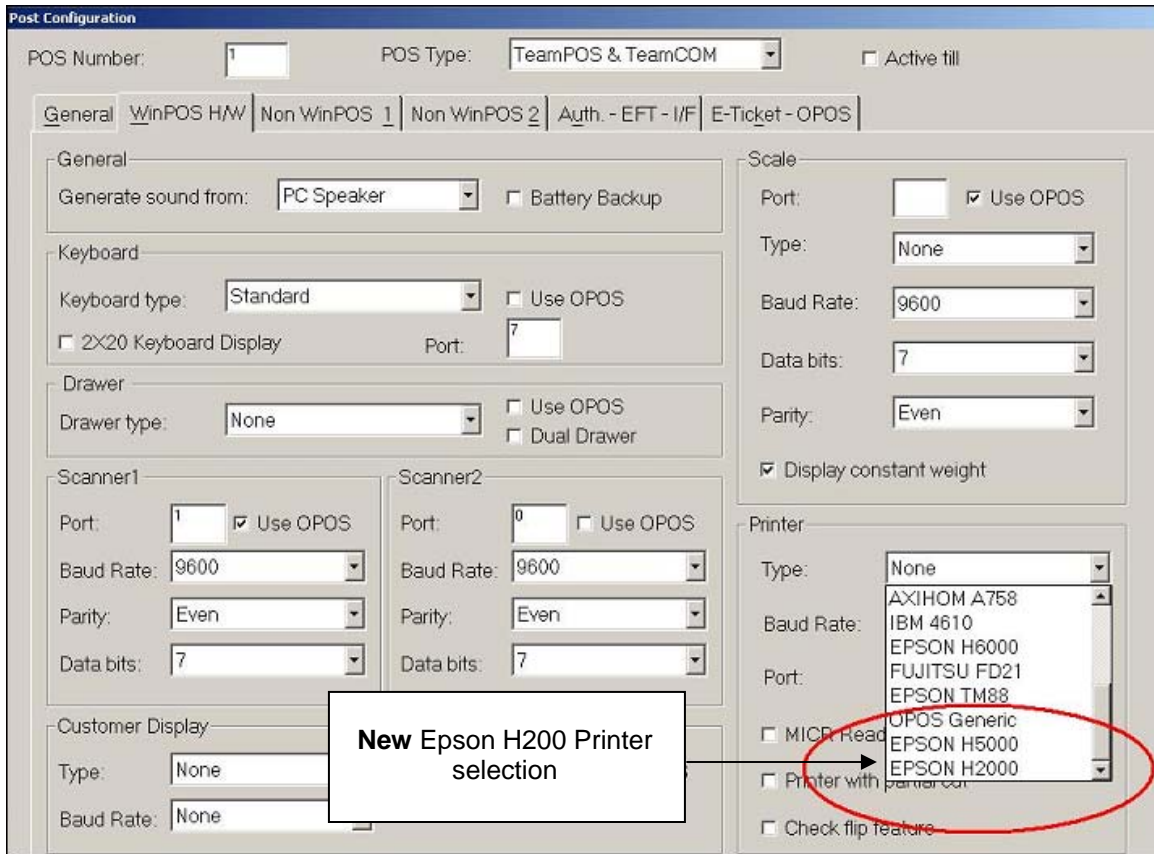 Post Configuration
POS Number: 1 POS Type: TeamPOS & TeamCOM Active till
General WinPOS H/W Non WinPOS 1 Non WinPOS 2 Auth. - EFT - I/F E-Ticket - OPOS
General
Generate sound from: PC Speaker Battery Backup
Keyboard
Keyboard type: Standard Use OPOS
2X20 Keyboard Display Port: 7
Drawer
Drawer type: None Use OPOS
Dual Drawer
Scanner1
Port: 1 Use OPOS
Baud Rate: 9600
Parity: Even
Data bits: 7
Scanner2
Port: 0 Use OPOS
Baud Rate: 9600
Parity: Even
Data bits: 7
Customer Display
Type: None
Baud Rate: None
New Epson H200 Printer
selection
Scale
Port: Use OPOS
Type: None
Baud Rate: 9600
Data bits: 7
Parity: Even
Display constant weight
Printer
Type: None
AXIHOM A758
IBM 4610
EPSON H6000
FUJITSU FD21
EPSON TM88
OPOS Generic
EPSON H5000
EPSON H2000
Baud Rate:
Port:
MICR Read
Printer with partial cut
Check flip feature